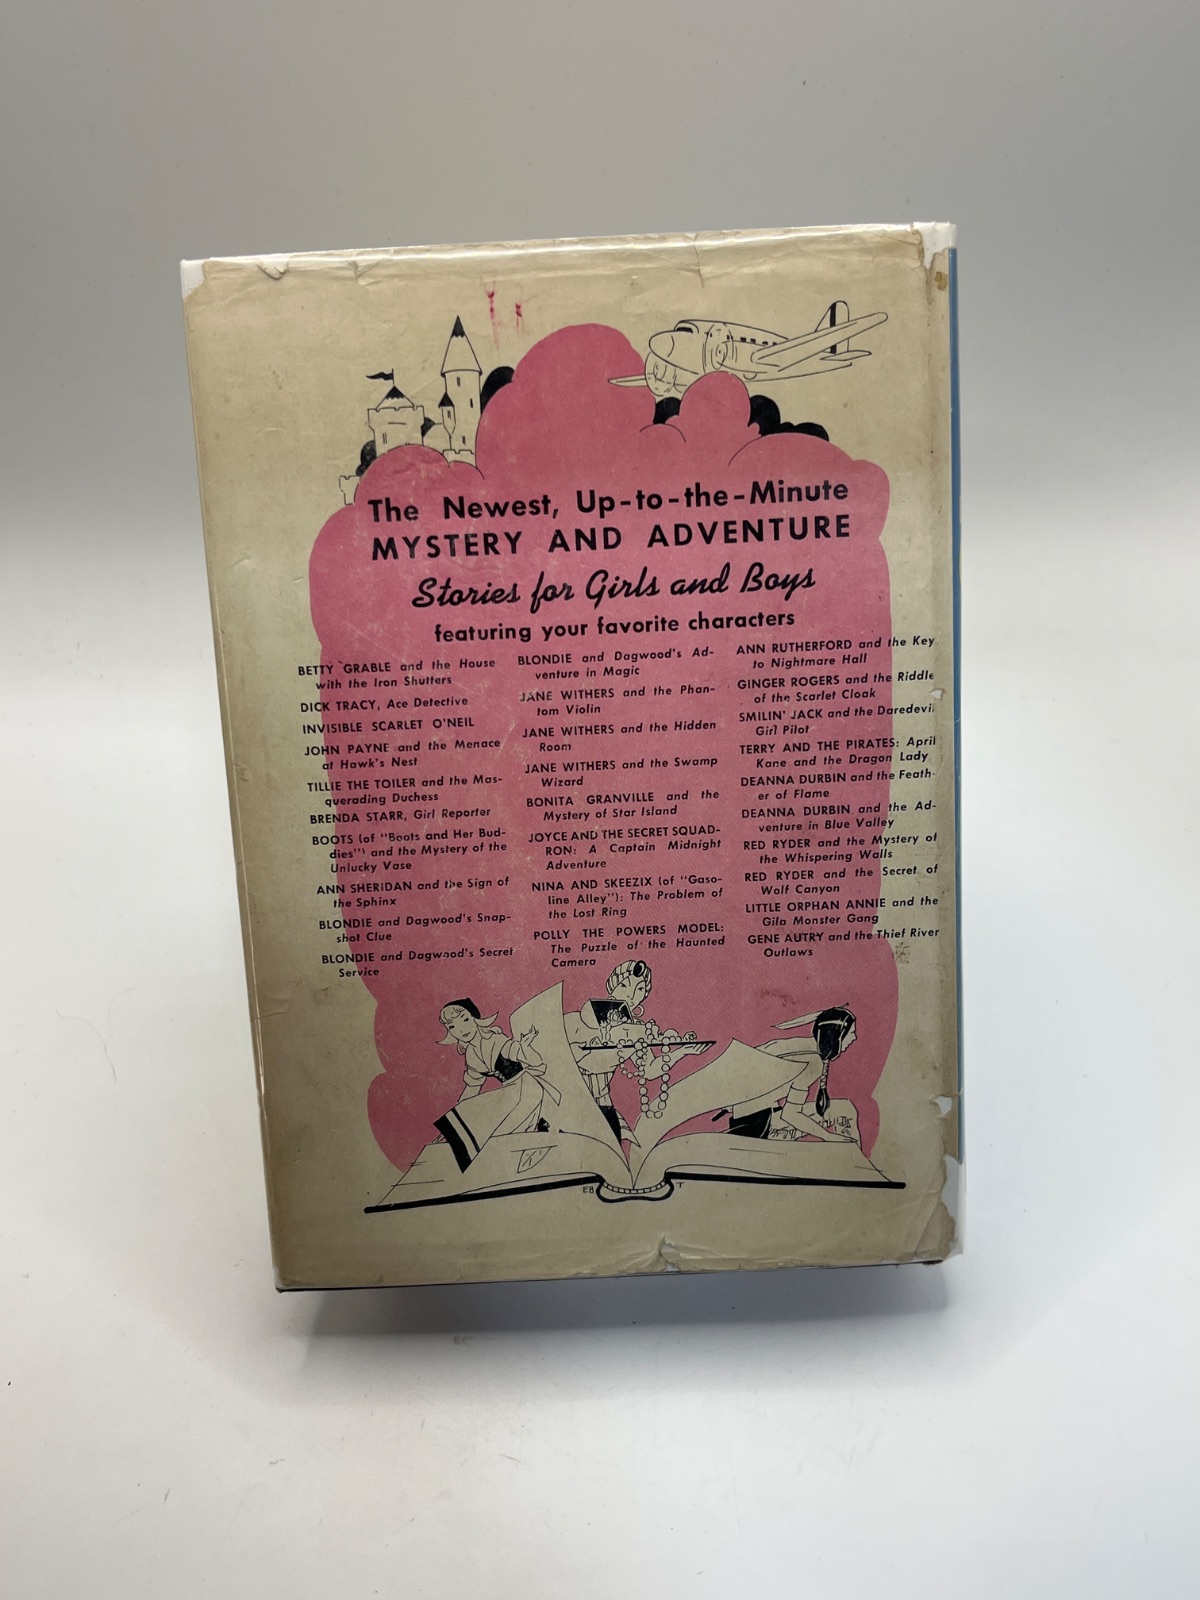 The Newest, Up-to-the-Minute
MYSTERY AND ADVENTURE
Stories for Girls and Boys
featuring your favorite characters
BETTY GRABLE and the House
with the Iron Shutters
DICK TRACY, Ace Detective
INVISIBLE SCARLET O'NEIL
JOHN PAYNE and the Menace
at Hawk's Nest
TILLIE THE TOILER and the Mas-
querading Duchess
BRENDA STARR, Girl Reporter
BOOTS (of "Boots and Her Bud-
dies") and the Mystery of the
Unlucky Vase
ANN SHERIDAN and the Sign of
the Sphinx
BLONDIE and Dagwood's Snap-
shot Clue
BLONDIE and Dagwood's Secret
Service
BLONDIE and Dagwood's Ad-
venture in Magic
JANE WITHERS and the Phan-
tom Violin
JANE WITHERS and the Hidden
Room
JANE WITHERS and the Swamp
Wizard
BONITA GRANVILLE and the
Mystery of Star Island
JOYCE AND THE SECRET SQUAD-
RON: A Captain Midnight
Adventure
NINA AND SKEEZIX (of "Gaso-
line Alley"): The Problem of
the Lost Ring
POLLY THE POWERS MODEL:
The Puzzle of the Haunted
Camera
ANN RUTHERFORD and the Key
to Nightmare Hall
GINGER ROGERS and the Riddle
of the Scarlet Cloak
SMILIN' JACK and the Daredevil
Girl Pilot
TERRY AND THE PIRATES: April
Kane and the Dragon Lady
DEANNA DURBIN and the Feath-
er of Flame
DEANNA DURBIN and the Ad-
venture in Blue Valley
RED RYDER and the Mystery of
the Whispering Walls
RED RYDER and the Secret of
Wolf Canyon
LITTLE ORPHAN ANNIE and the
Gila Monster Gang
GENE AUTRY and the Thief River
Outlaws
EB T